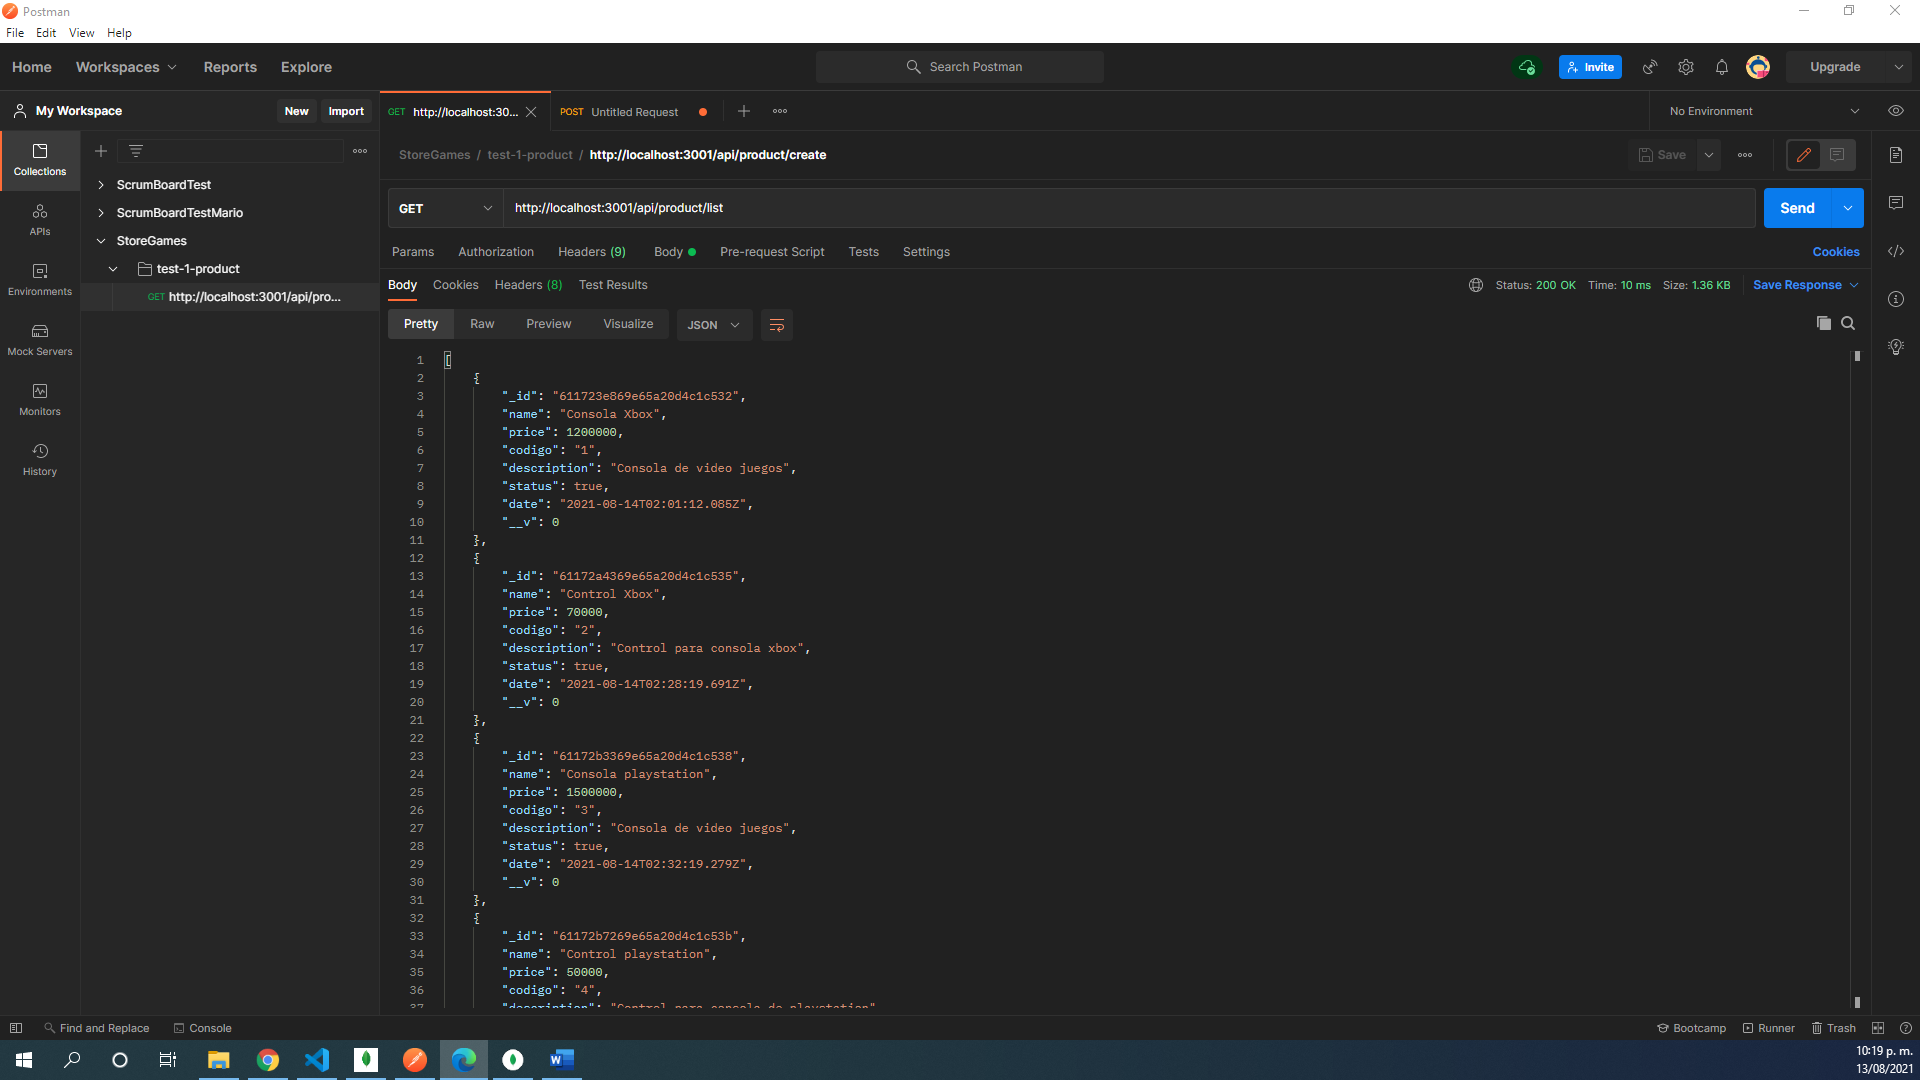 Postman
File Edit View Help
Home Workspaces Reports Explore Search Postman Invite Upgrade
My Workspace New Import GET http://localhost:30... POST Untitled Request No Environment
StoreGames / test-1-product / http://localhost:3001/api/product/create Save
Collections
APIs
Environments
Mock Servers
Monitors
History
ScrumBoardTest
ScrumBoardTestMario
StoreGames
test-1-product
GET http://localhost:3001/api/pro...
GET http://localhost:3001/api/product/list Send
Params Authorization Headers (9) Body Pre-request Script Tests Settings Cookies
Body Cookies Headers (8) Test Results Status: 200 OK Time: 10 ms Size: 1.36 KB Save Response
Pretty Raw Preview Visualize JSON
1 [
2 {
3 "_id": "611723e869e65a20d4c1c532",
4 "name": "Consola Xbox",
5 "price": 1200000,
6 "codigo": "1",
7 "description": "Consola de video juegos",
8 "status": true,
9 "date": "2021-08-14T02:01:12.085Z",
10 "__v": 0
11 },
12 {
13 "_id": "61172a4369e65a20d4c1c535",
14 "name": "Control Xbox",
15 "price": 70000,
16 "codigo": "2",
17 "description": "Control para consola xbox",
18 "status": true,
19 "date": "2021-08-14T02:28:19.691Z",
20 "__v": 0
21 },
22 {
23 "_id": "61172b3369e65a20d4c1c538",
24 "name": "Consola playstation",
25 "price": 1500000,
26 "codigo": "3",
27 "description": "Consola de video juegos",
28 "status": true,
29 "date": "2021-08-14T02:32:19.279Z",
30 "__v": 0
31 },
32 {
33 "_id": "61172b7269e65a20d4c1c53b",
34 "name": "Control playstation",
35 "price": 50000,
36 "codigo": "4",
37 "description": "Control para consola de playstation"
Find and Replace Console Bootcamp Runner Trash
10:19 p. m.
13/08/2021